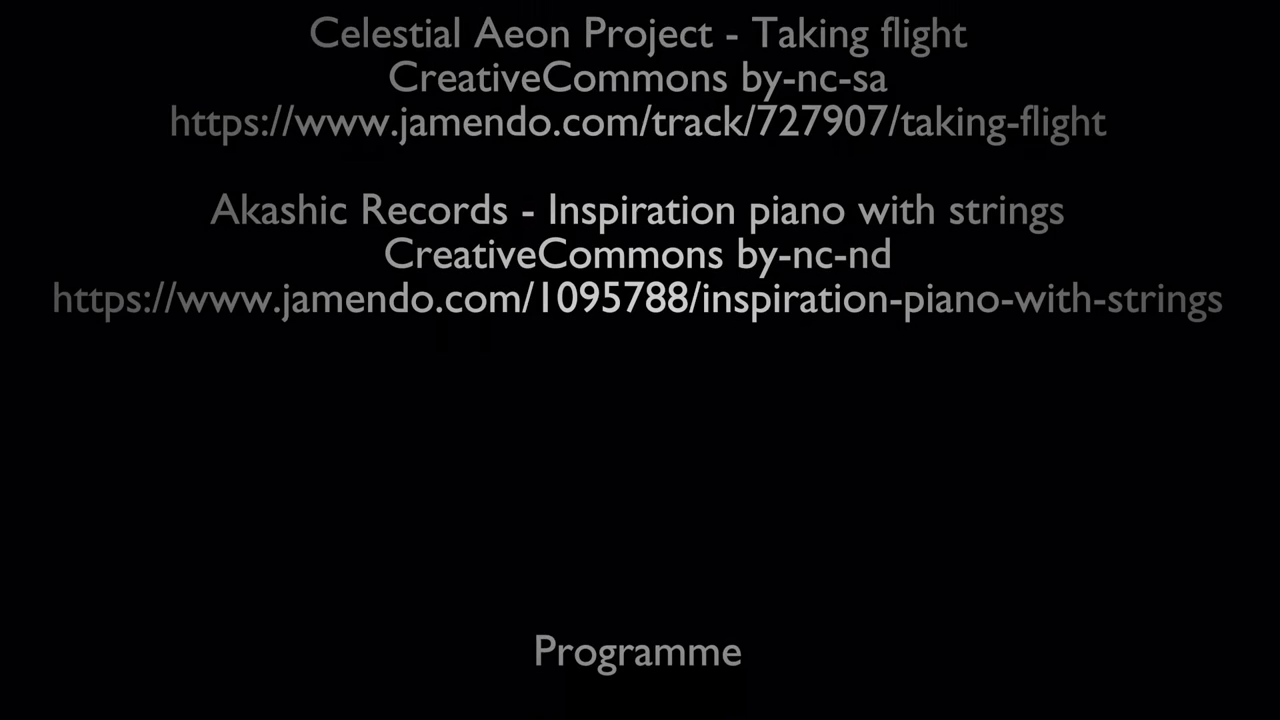 Celestial Aeon Project - Taking flight
CreativeCommons by-nc-sa
https://www.jamendo.com/track/727907/taking-flight
Akashic Records - Inspiration piano with strings
CreativeCommons by-nc-nd
https://www.jamendo.com/1095788/inspiration-piano-with-strings
Programme